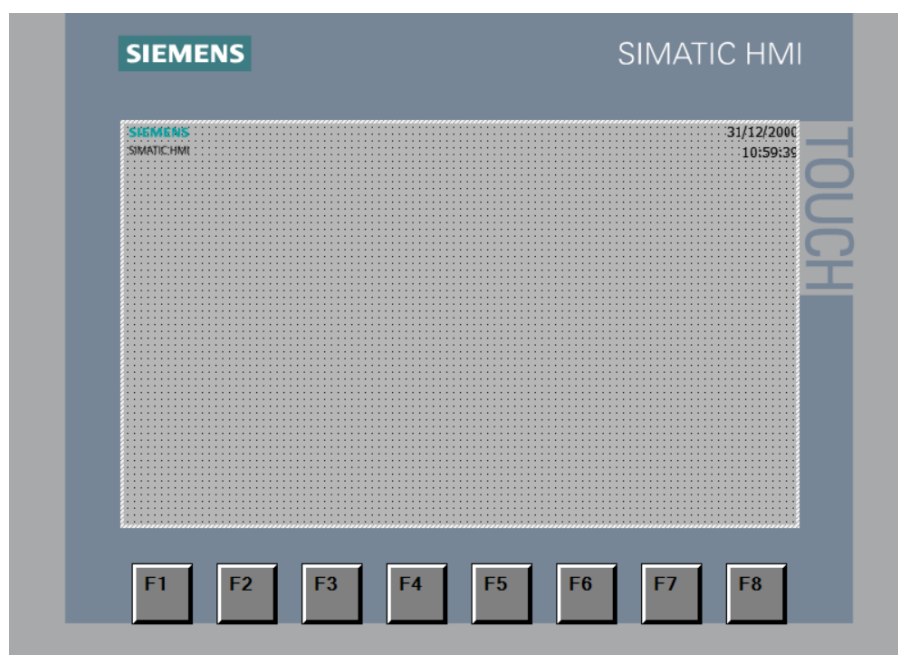 SIEMENS
SIMATIC HMI
SIEMENS
31/12/2000
SIMATIC HMI
10:59:39
TOUCH
F1 F2 F3 F4 F5 F6 F7 F8